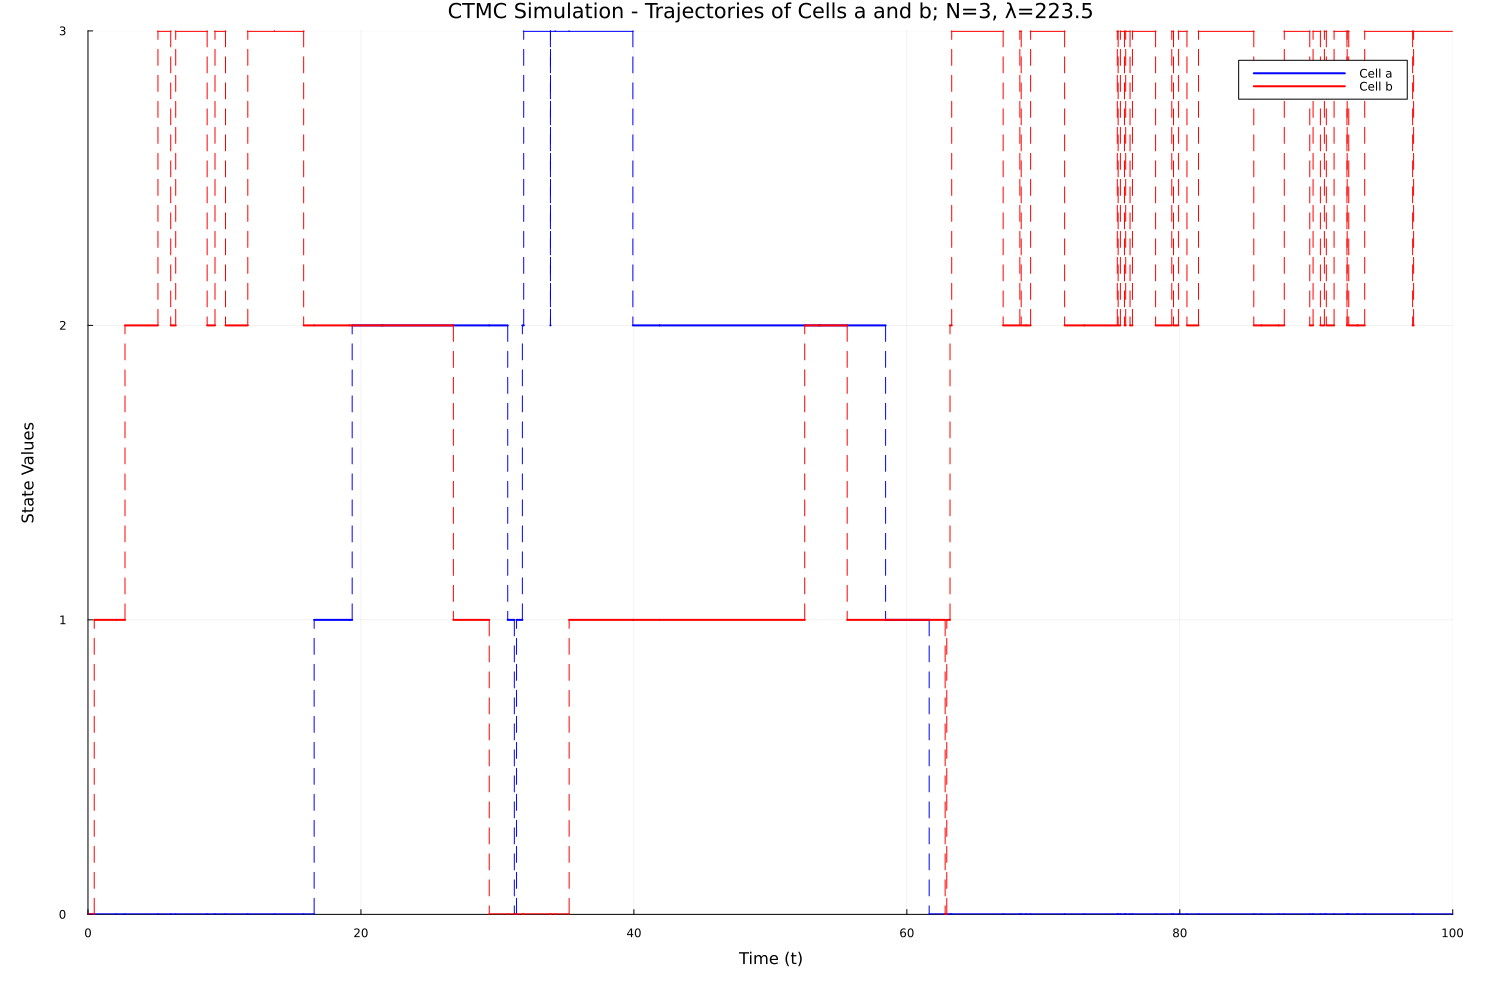 CTMC Simulation - Trajectories of Cells a and b; N=3, λ=223.5
3
Cell a
Cell b
2
State Values
1
0
0 20 40 60 80 100
Time (t)